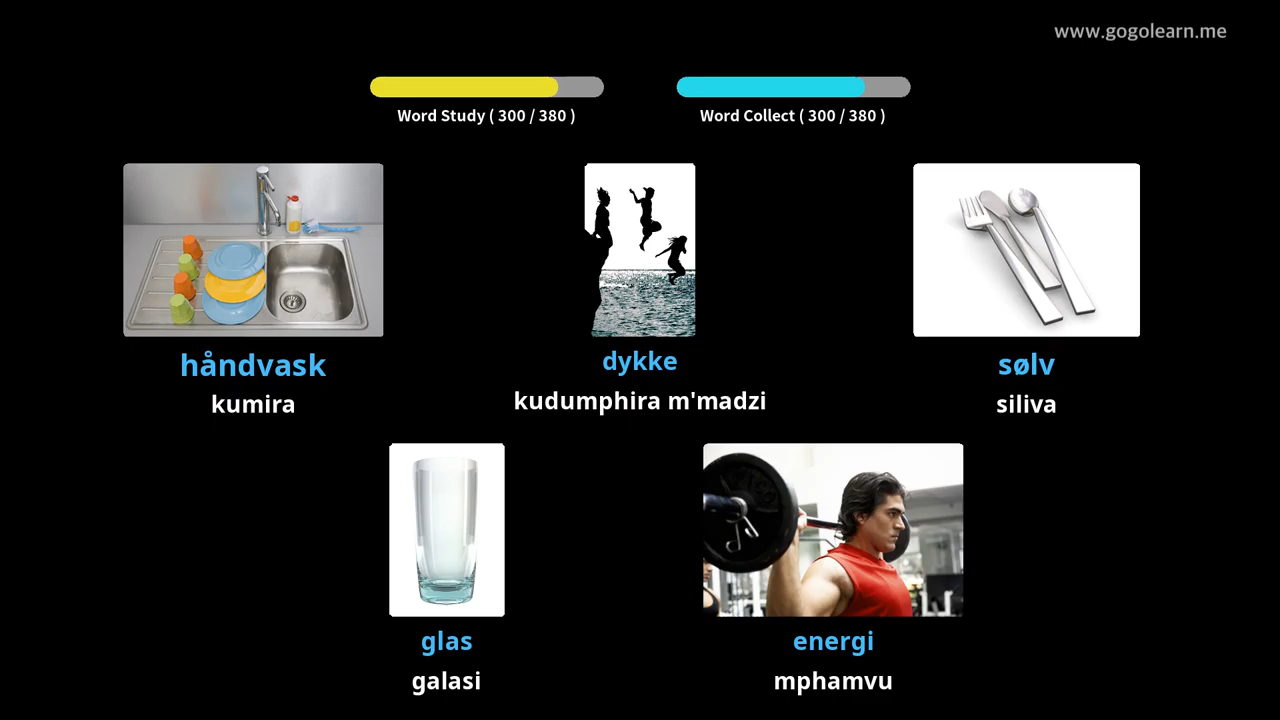 www.gogolearn.me
Word Study ( 300 / 380 )
Word Collect ( 300 / 380 )
håndvask
kumira
dykke
kudumphira m'madzi
sølv
siliva
glas
galasi
energi
mphamvu